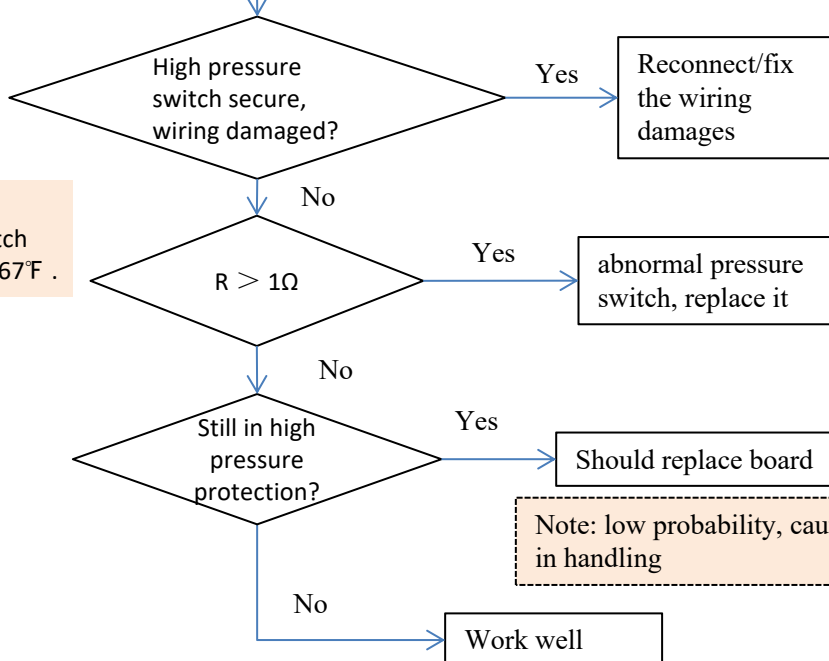 High pressure
switch secure,
wiring damaged?
Yes
Reconnect/fix
the wiring
damages
No
67℉ .
R ＞ 1Ω
Yes
abnormal pressure
switch, replace it
No
Still in high
pressure
protection?
Yes
Should replace board
Note: low probability,
in handling
No
Work well